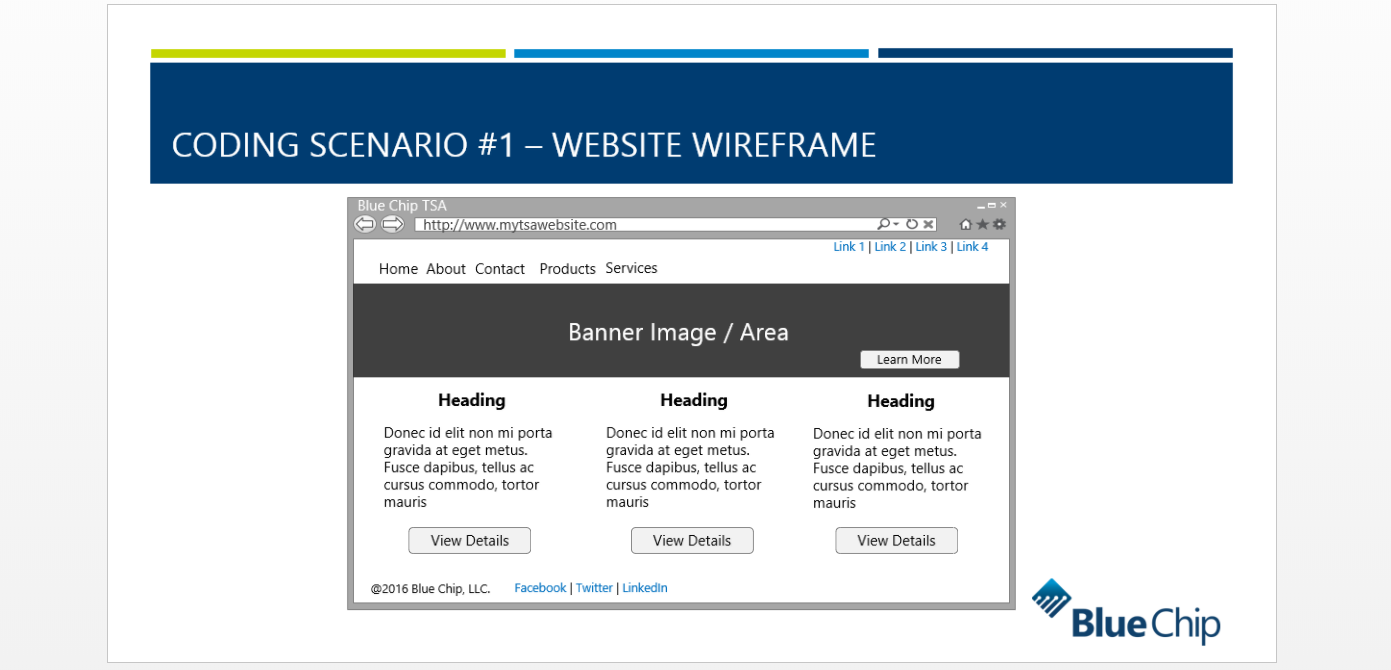 CODING SCENARIO #1 – WEBSITE WIREFRAME
Blue Chip TSA
http://www.mytsawebsite.com
Link 1 | Link 2 | Link 3 | Link 4
Home About Contact Products Services
Banner Image / Area
Learn More
Heading
Donec id elit non mi porta
gravida at eget metus.
Fusce dapibus, tellus ac
cursus commodo, tortor
mauris
View Details
Heading
Donec id elit non mi porta
gravida at eget metus.
Fusce dapibus, tellus ac
cursus commodo, tortor
mauris
View Details
Heading
Donec id elit non mi porta
gravida at eget metus.
Fusce dapibus, tellus ac
cursus commodo, tortor
mauris
View Details
@2016 Blue Chip, LLC. Facebook | Twitter | LinkedIn
Blue Chip